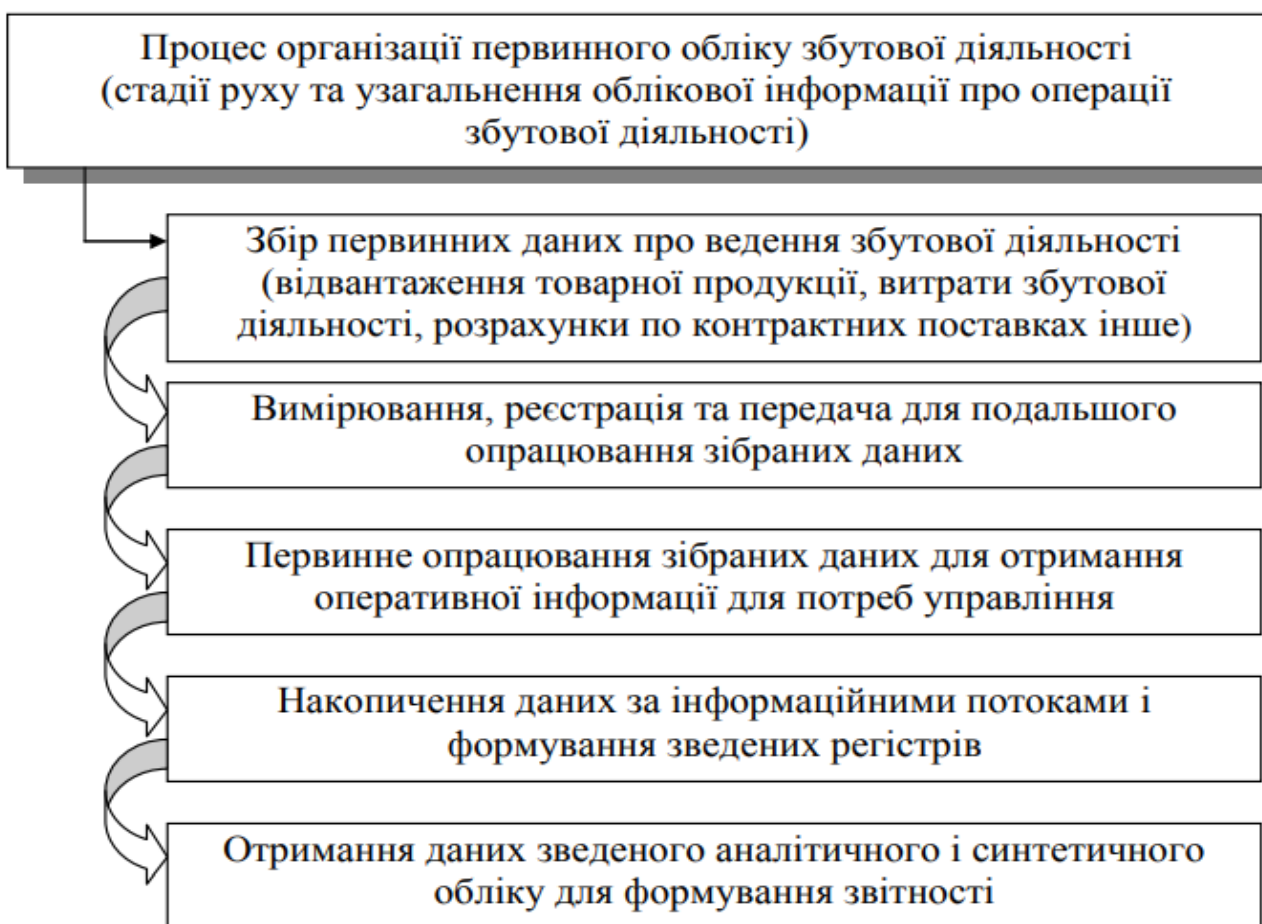 Процес організації первинного обліку збутової діяльності
(стадії руху та узагальнення облікової інформації про операції
збутової діяльності)
Збір первинних даних про ведення збутової діяльності
(відвантаження товарної продукції, витрати збутової
діяльності, розрахунки по контрактних поставках інше)
Вимірювання, реєстрація та передача для подальшого
опрацювання зібраних даних
Первинне опрацювання зібраних даних для отримання
оперативної інформації для потреб управління
Накопичення даних за інформаційними потоками і
формування зведених регістрів
Отримання даних зведеного аналітичного і синтетичного
обліку для формування звітності